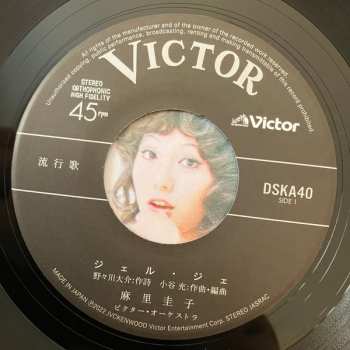 All rights of the manufacturer and of the owner of the recorded work reserved.
Unauthorized copying, public performance, broadcasting, renting and making transmittable of this record prohibited.
VICTOR
STEREO
ORTHOPHONIC
HIGH FIDELITY
45rpm
Victor
流行歌
DSKA40
SIDE 1
ジェル・ジェ
野々川大介:作詩 小谷 充:作曲・編曲
麻里圭子
ビクター・オーケストラ
MADE IN JAPAN Ⓟ2022 JVCKENWOOD Victor Entertainment Corp. STEREO JASRAC